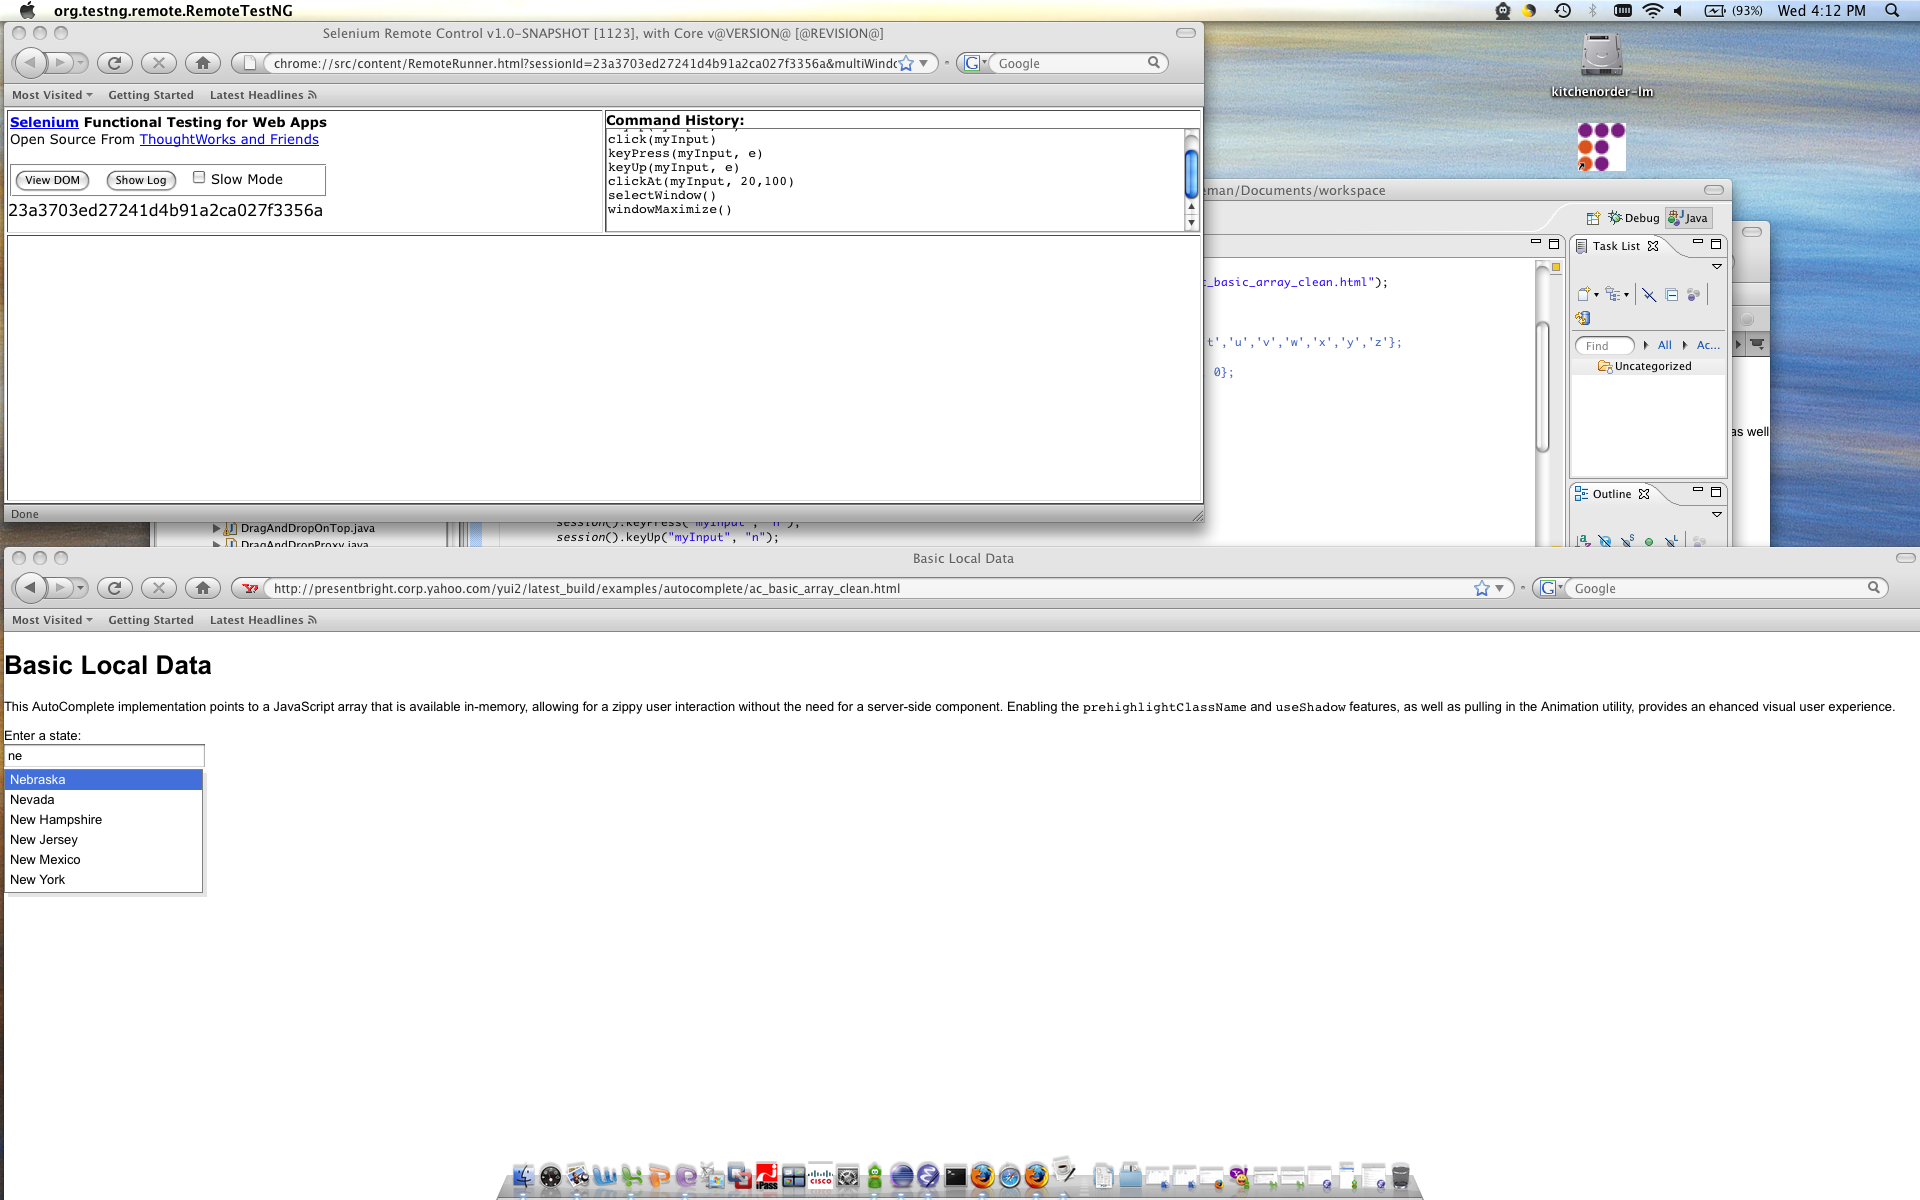 org.testng.remote.RemoteTestNG
(93%) Wed 4:12 PM
Selenium Remote Control v1.0-SNAPSHOT [1123], with Core v@VERSION@ [@REVISION@]
chrome://src/content/RemoteRunner.html?sessionId=23a3703ed27241d4b91a2ca027f3356a&multiWindo
Google
Most Visited Getting Started Latest Headlines
Selenium Functional Testing for Web Apps
Open Source From ThoughtWorks and Friends
View DOM Show Log Slow Mode
23a3703ed27241d4b91a2ca027f3356a
Command History:
click(myInput)
keyPress(myInput, e)
keyUp(myInput, e)
clickAt(myInput, 20,100)
selectWindow()
windowMaximize()
Done
kitchenorder-lm
eman/Documents/workspace
Debug Java
Task List
_basic_array_clean.html");
t','u','v','w','x','y','z'};
0};
Find All Ac...
Uncategorized
as well
Outline
DragAndDropOnTop.java
DragAndDropProxy.java
session().keyPress("myInput", "n");
session().keyUp("myInput", "n");
Basic Local Data
http://presentbright.corp.yahoo.com/yui2/latest_build/examples/autocomplete/ac_basic_array_clean.html
Google
Most Visited Getting Started Latest Headlines
Basic Local Data
This AutoComplete implementation points to a JavaScript array that is available in-memory, allowing for a zippy user interaction without the need for a server-side component. Enabling the prehighlightClassName and useShadow features, as well as pulling in the Animation utility, provides an ehanced visual user experience.
Enter a state:
ne
Nebraska
Nevada
New Hampshire
New Jersey
New Mexico
New York
iPass
CISCO